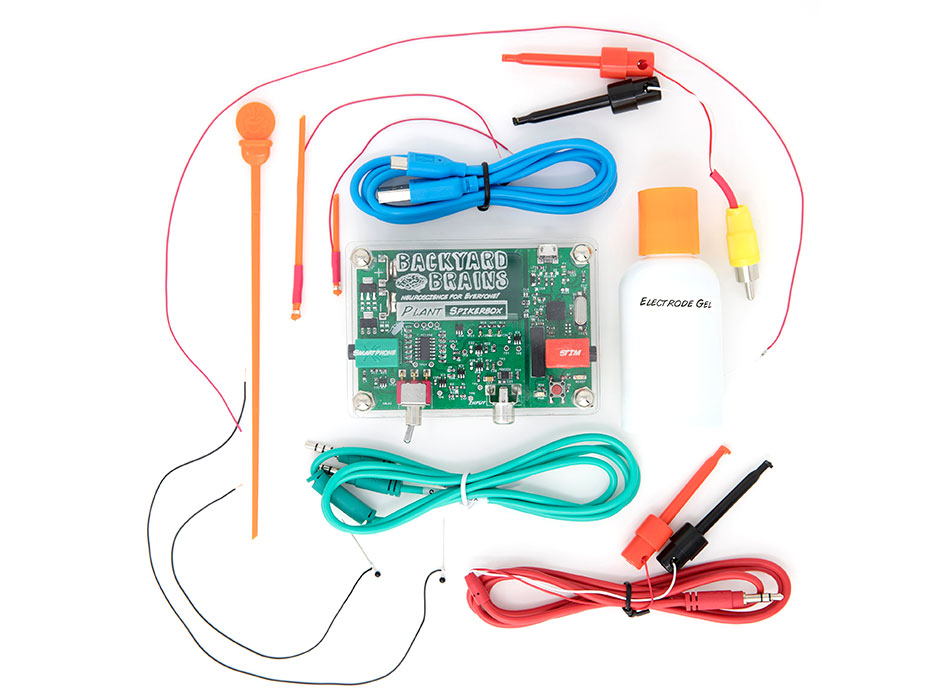 BACKYARD
BRAINS
NEUROSCIENCE FOR EVERYONE!
PLANT SPIKERBOX
SMARTPHONE
STIM
INPUT
ELECTRODE GEL